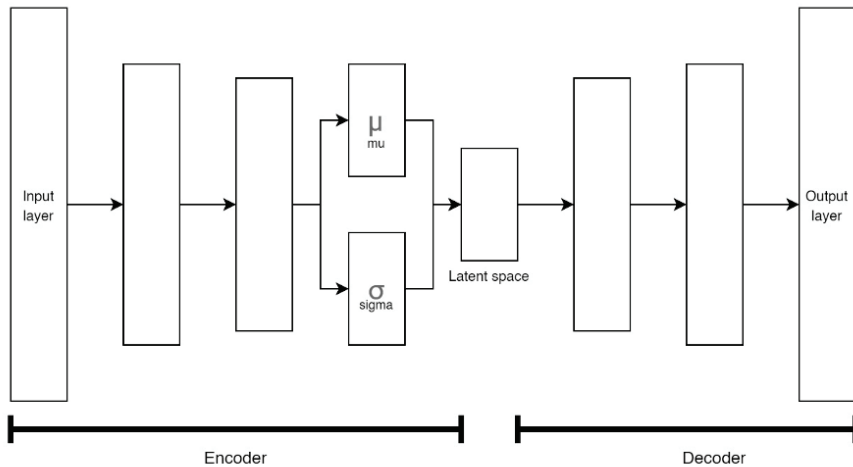 Input
layer
μ
mu
σ
sigma
Latent space
Output
layer
Encoder
Decoder